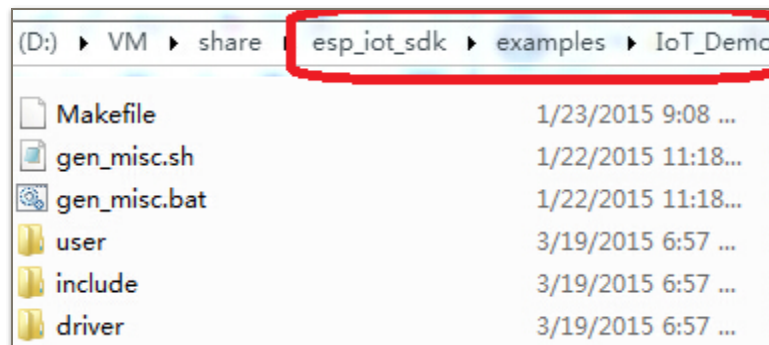 (D:) ▸ VM ▸ share ▸ esp_iot_sdk ▸ examples ▸ IoT_Demo
Makefile 1/23/2015 9:08 ...
gen_misc.sh 1/22/2015 11:18...
gen_misc.bat 1/22/2015 11:18...
user 3/19/2015 6:57 ...
include 3/19/2015 6:57 ...
driver 3/19/2015 6:57 ...